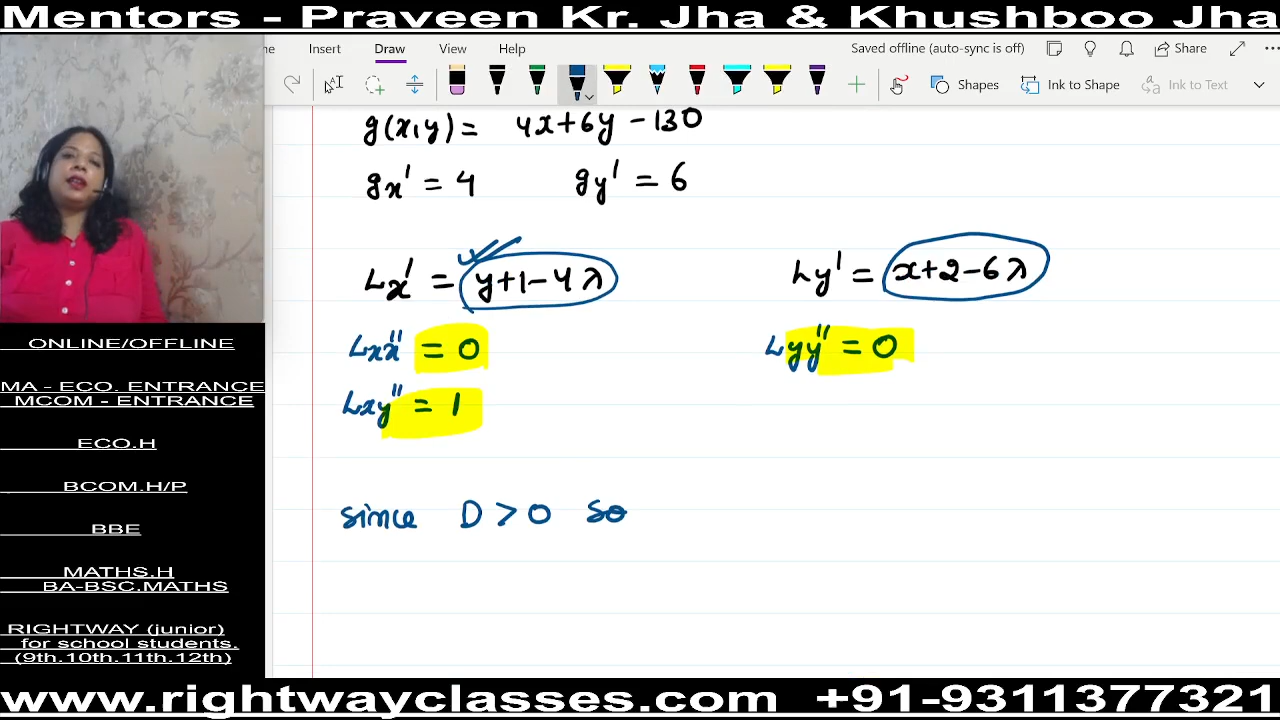 Mentors - Praveen Kr. Jha & Khushboo Jha
Insert Draw View Help Saved offline (auto-sync is off) Share
Shapes Ink to Shape Ink to Text
g(x,y) = 4x+6y-130
gx' = 4 gy' = 6
Lx' = y+1-4λ Ly' = x+2-6λ
Lxx'' = 0 Lyy'' = 0
Lxy'' = 1
since D > 0 so
ONLINE/OFFLINE
MA - ECO. ENTRANCE
MCOM - ENTRANCE
ECO.H
BCOM.H/P
BBE
MATHS.H
BA-BSC.MATHS
RIGHTWAY (junior)
for school students.
(9th.10th.11th.12th)
www.rightwayclasses.com +91-9311377321